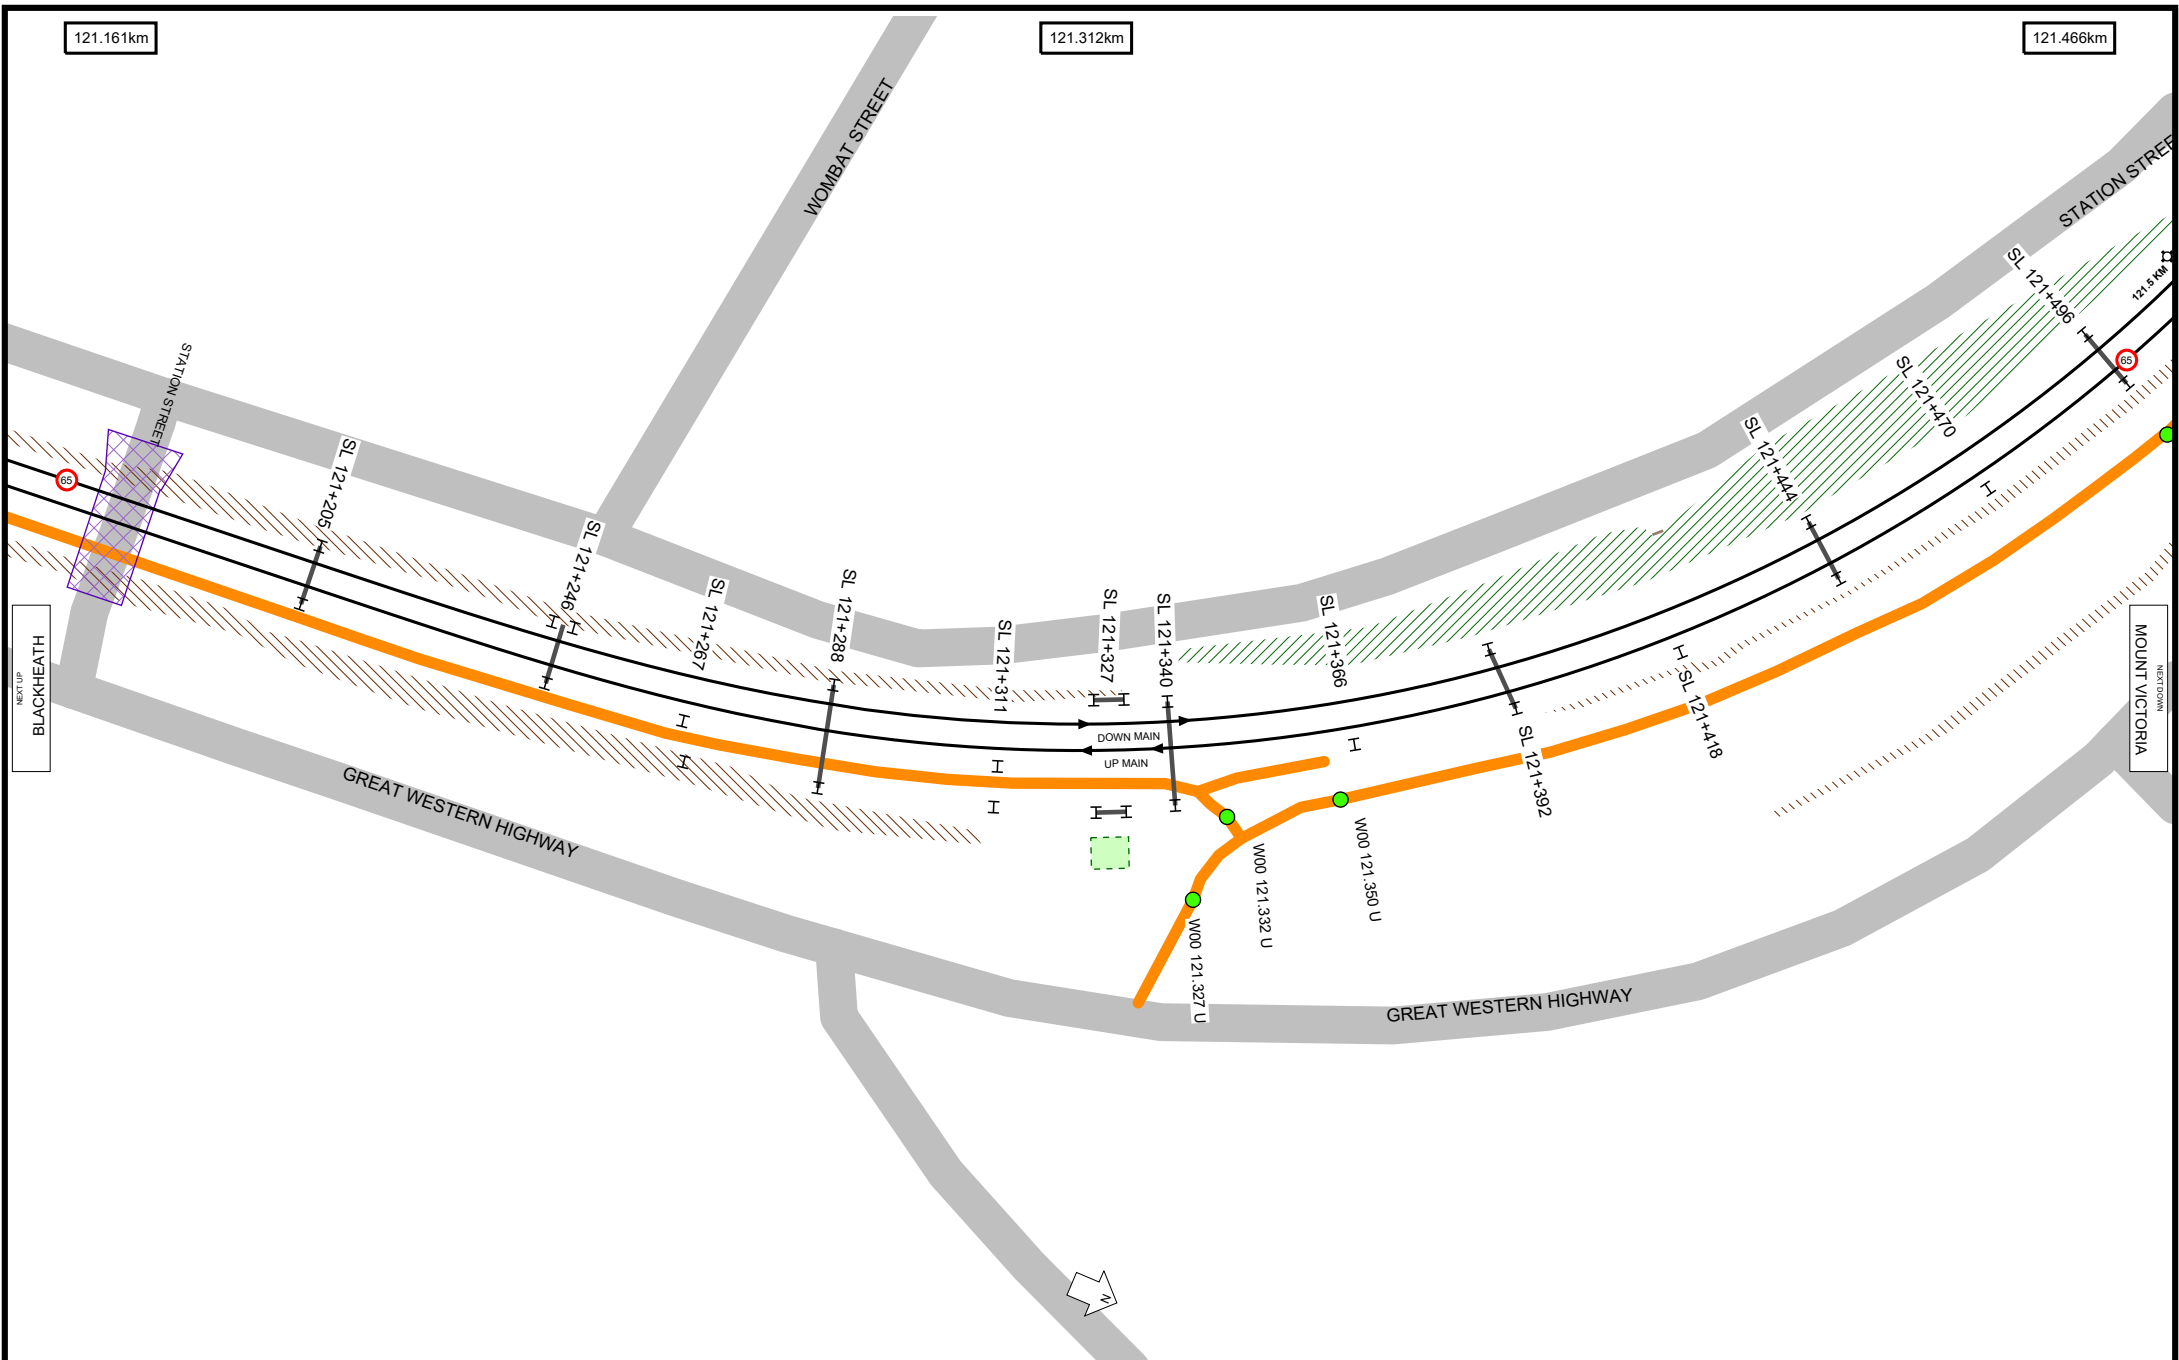 121.161km
121.312km
121.466km
WOMBAT STREET
STATION STREE
121.5 KM
SL 121+496
65
SL 121+470
SL 121+444
STATION STREET
65
SL 121+205
SL 121+246
SL 121+267
SL 121+288
SL 121+311
SL 121+327
SL 121+340
SL 121+366
SL 121+392
SL 121+418
DOWN MAIN
UP MAIN
NEXT UP
BLACKHEATH
MOUNT VICTORIA
NEXT DOWN
GREAT WESTERN HIGHWAY
W00 121.350 U
W00 121.332 U
W00 121.327 U
GREAT WESTERN HIGHWAY
N